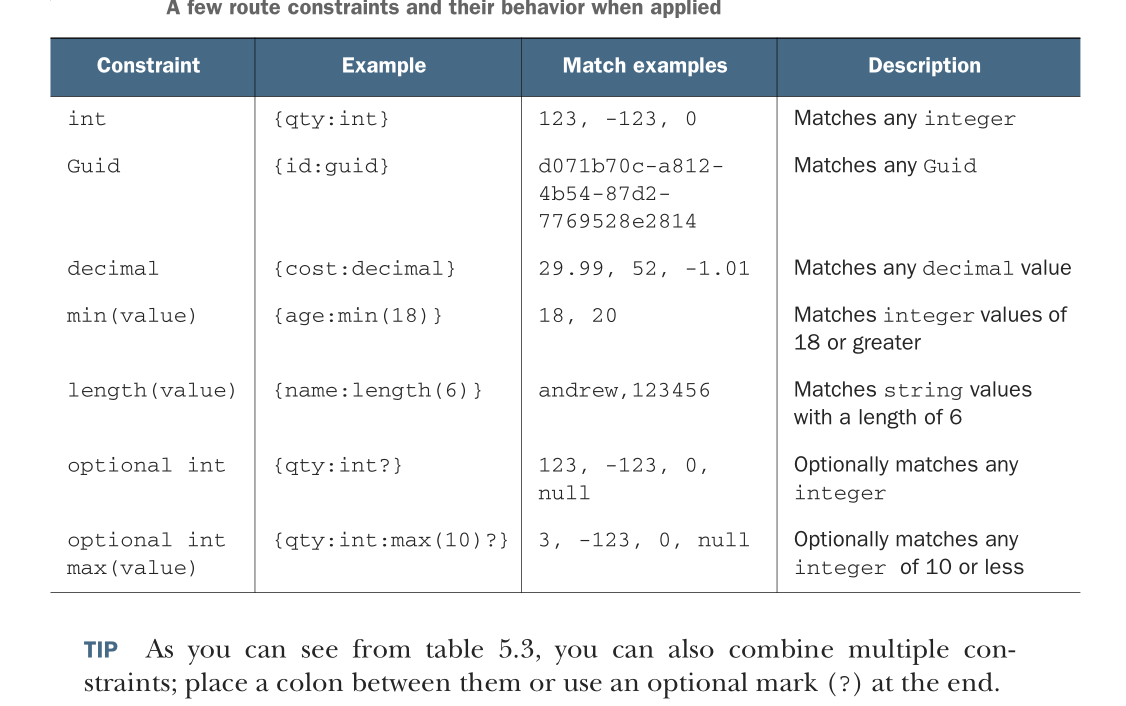 A few route constraints and their behavior when applied
Constraint Example Match examples Description
int {qty:int} 123, -123, 0 Matches any integer
Guid {id:guid} d071b70c-a812- Matches any Guid
4b54-87d2-
7769528e2814
decimal {cost:decimal} 29.99, 52, -1.01 Matches any decimal value
min(value) {age:min(18)} 18, 20 Matches integer values of
18 or greater
length(value) {name:length(6)} andrew,123456 Matches string values
with a length of 6
optional int {qty:int?} 123, -123, 0, Optionally matches any
null integer
optional int {qty:int:max(10)?} 3, -123, 0, null Optionally matches any
max(value) integer of 10 or less
TIP As you can see from table 5.3, you can also combine multiple con-
straints; place a colon between them or use an optional mark (?) at the end.